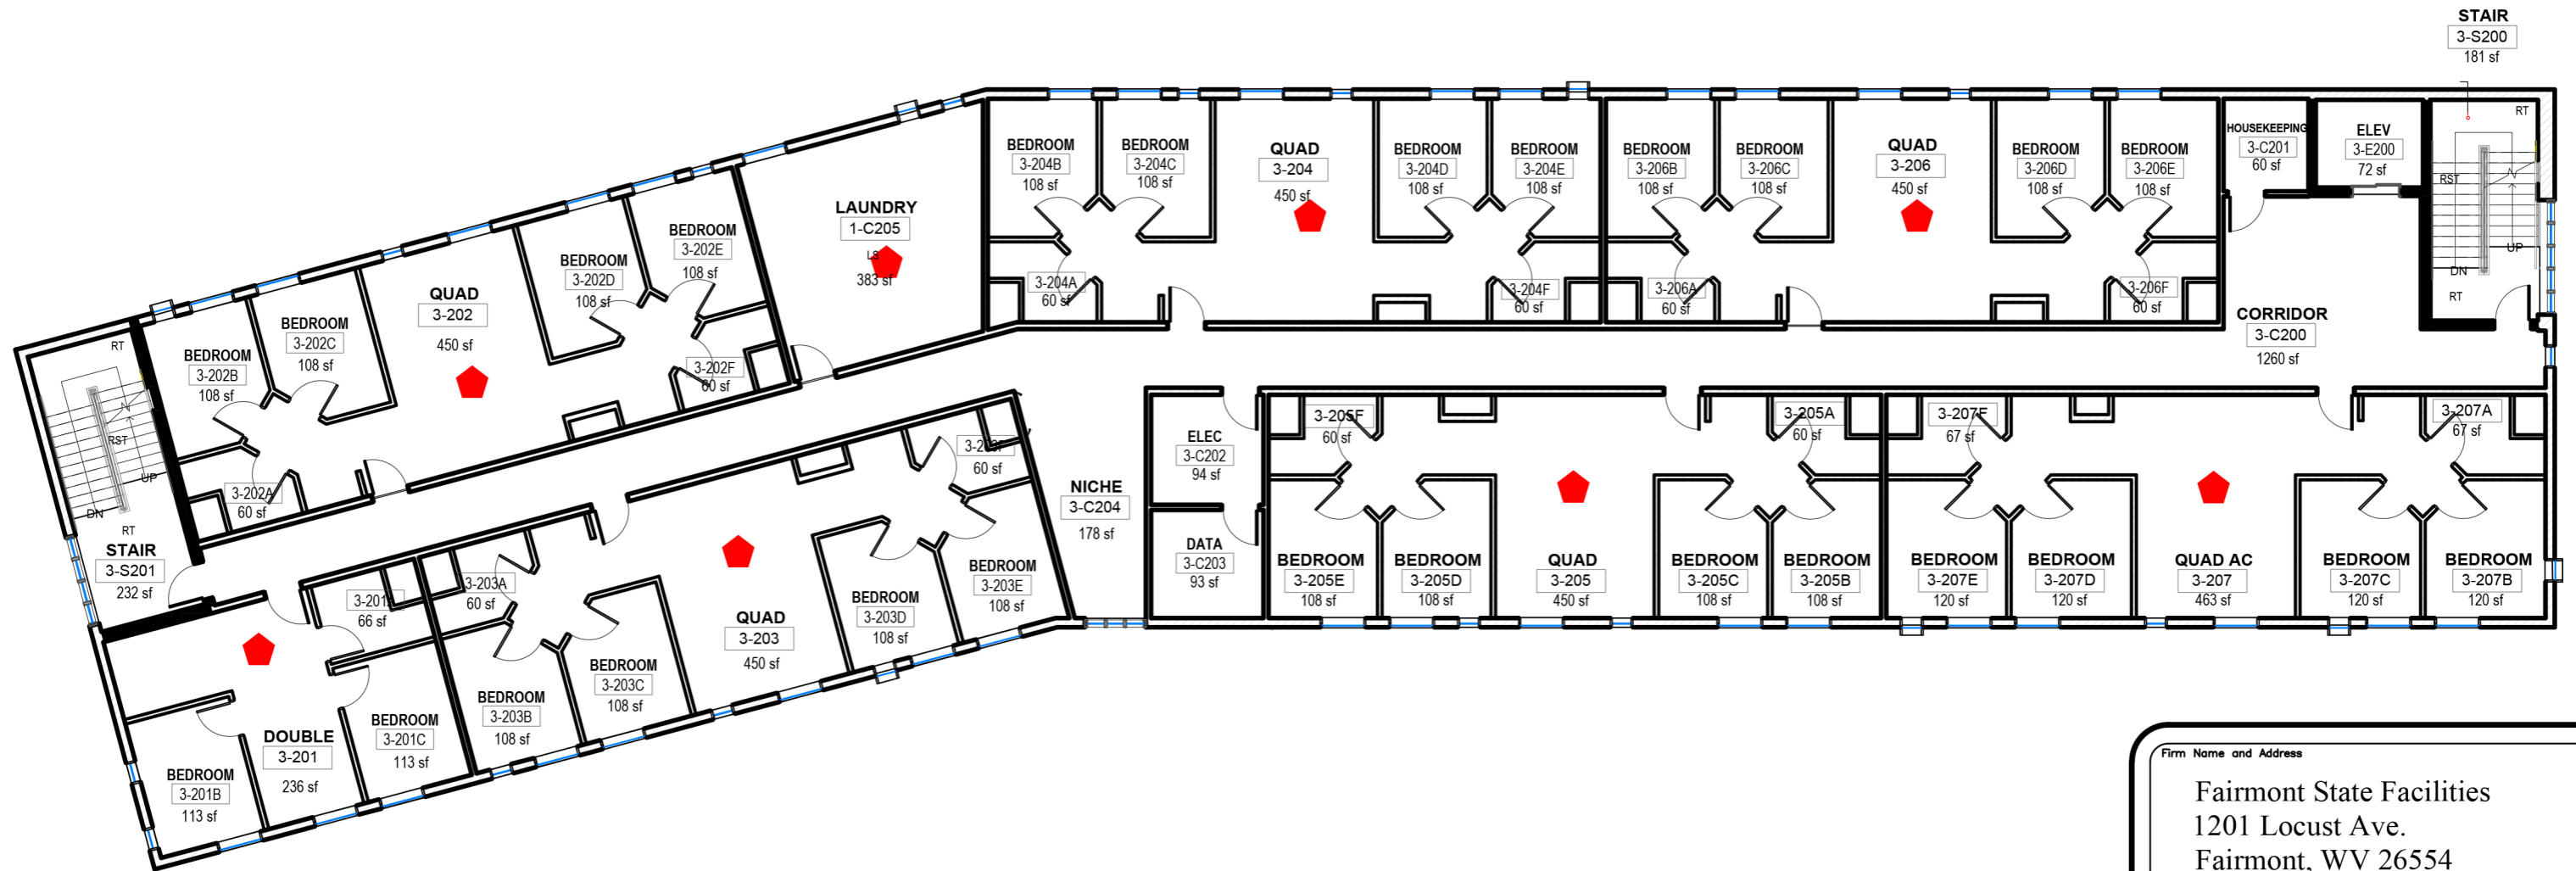 STAIR
3-S200
181 sf
RT
RST
UP
DN
RT
HOUSEKEEPING
3-C201
60 sf
ELEV
3-E200
72 sf
BEDROOM
3-204B
108 sf
BEDROOM
3-204C
108 sf
QUAD
3-204
450 sf
BEDROOM
3-204D
108 sf
BEDROOM
3-204E
108 sf
3-204A
60 sf
3-204F
60 sf
BEDROOM
3-206B
108 sf
BEDROOM
3-206C
108 sf
QUAD
3-206
450 sf
BEDROOM
3-206D
108 sf
BEDROOM
3-206E
108 sf
3-206A
60 sf
3-206F
60 sf
CORRIDOR
3-C200
1260 sf
LAUNDRY
1-C205
LS
383 sf
BEDROOM
3-202E
108 sf
BEDROOM
3-202D
108 sf
QUAD
3-202
450 sf
BEDROOM
3-202C
108 sf
BEDROOM
3-202B
108 sf
3-202F
60 sf
3-202A
60 sf
RT
RST
UP
DN
RT
STAIR
3-S201
232 sf
3-201
66 sf
DOUBLE
3-201
236 sf
BEDROOM
3-201B
113 sf
BEDROOM
3-201C
113 sf
3-203A
60 sf
BEDROOM
3-203B
108 sf
BEDROOM
3-203C
108 sf
QUAD
3-203
450 sf
BEDROOM
3-203D
108 sf
BEDROOM
3-203E
108 sf
60 sf
NICHE
3-C204
178 sf
ELEC
3-C202
94 sf
DATA
3-C203
93 sf
3-205F
60 sf
3-205A
60 sf
BEDROOM
3-205E
108 sf
BEDROOM
3-205D
108 sf
QUAD
3-205
450 sf
BEDROOM
3-205C
108 sf
BEDROOM
3-205B
108 sf
3-207F
67 sf
3-207A
67 sf
BEDROOM
3-207E
120 sf
BEDROOM
3-207D
120 sf
QUAD AC
3-207
463 sf
BEDROOM
3-207C
120 sf
BEDROOM
3-207B
120 sf
Firm Name and Address
Fairmont State Facilities
1201 Locust Ave.
Fairmont, WV 26554